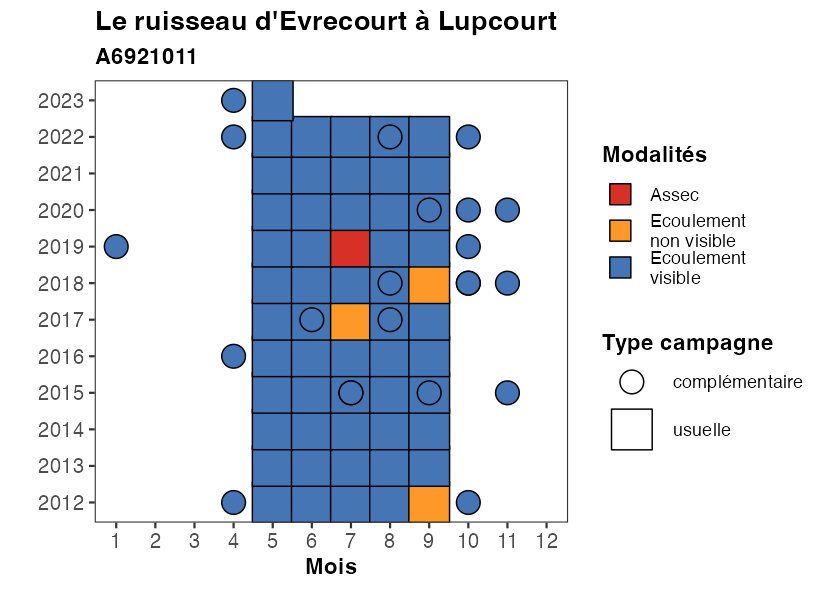 Le ruisseau d'Evrecourt à Lupcourt
A6921011
2023
2022
2021
2020
2019
2018
2017
2016
2015
2014
2013
2012
1 2 3 4 5 6 7 8 9 10 11 12
Mois
Modalités
Assec
Ecoulement
non visible
Ecoulement
visible
Type campagne
complémentaire
usuelle